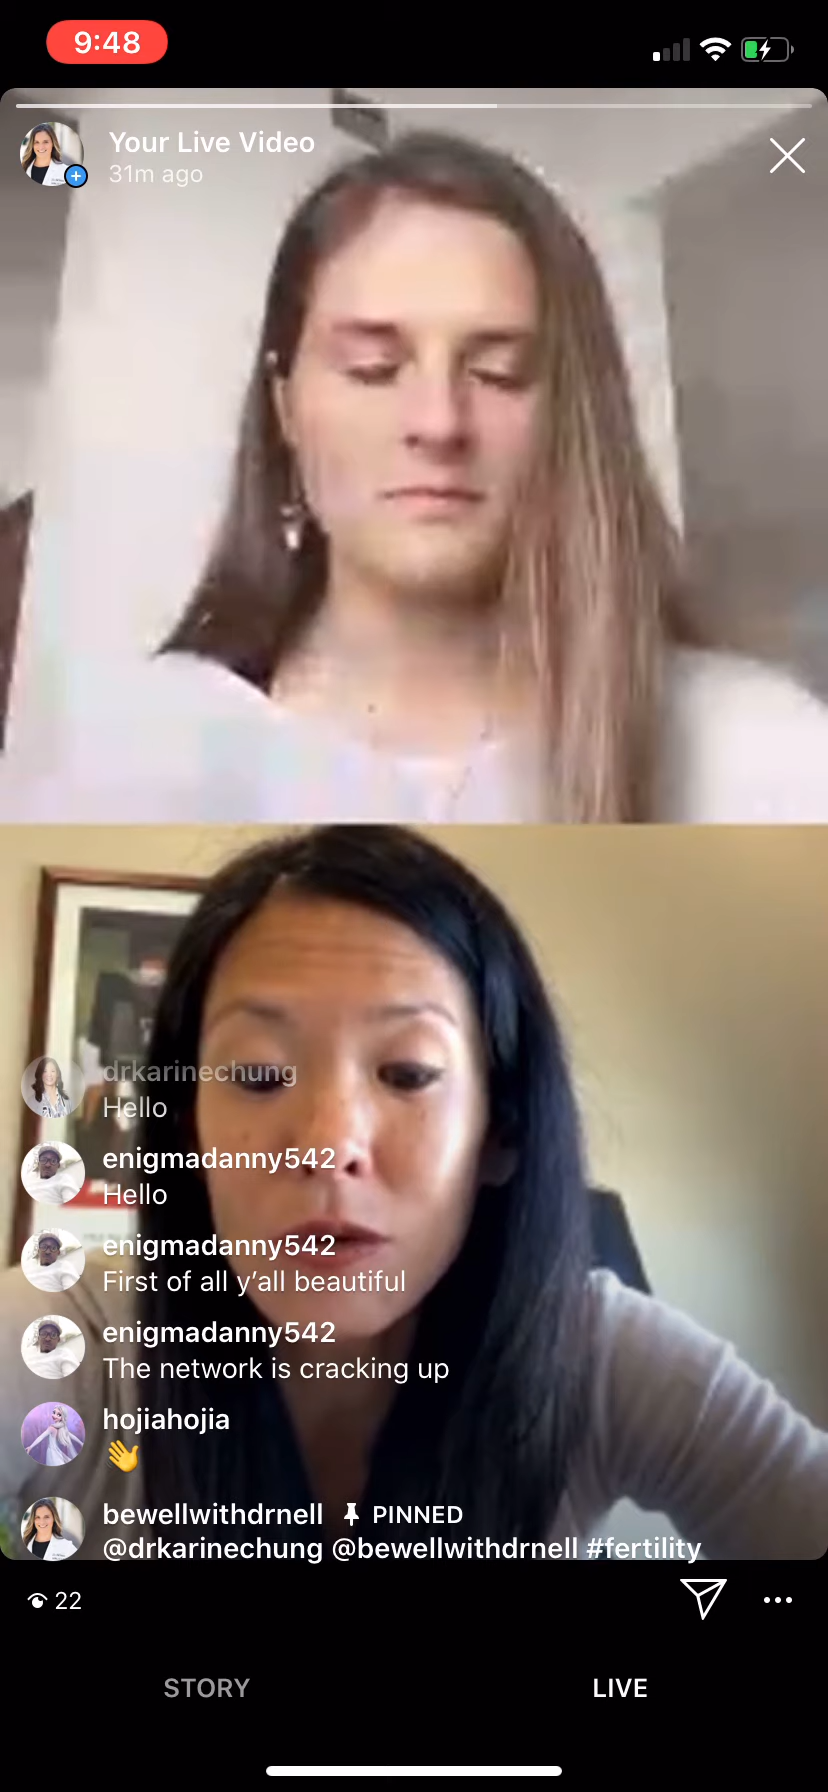 9:48
Your Live Video
31m ago
drkarinechung
Hello
enigmadanny542
Hello
enigmadanny542
First of all y’all beautiful
enigmadanny542
The network is cracking up
hojiahojia
👋
bewellwithdrnell PINNED
@drkarinechung @bewellwithdrnell #fertility
22
STORY LIVE